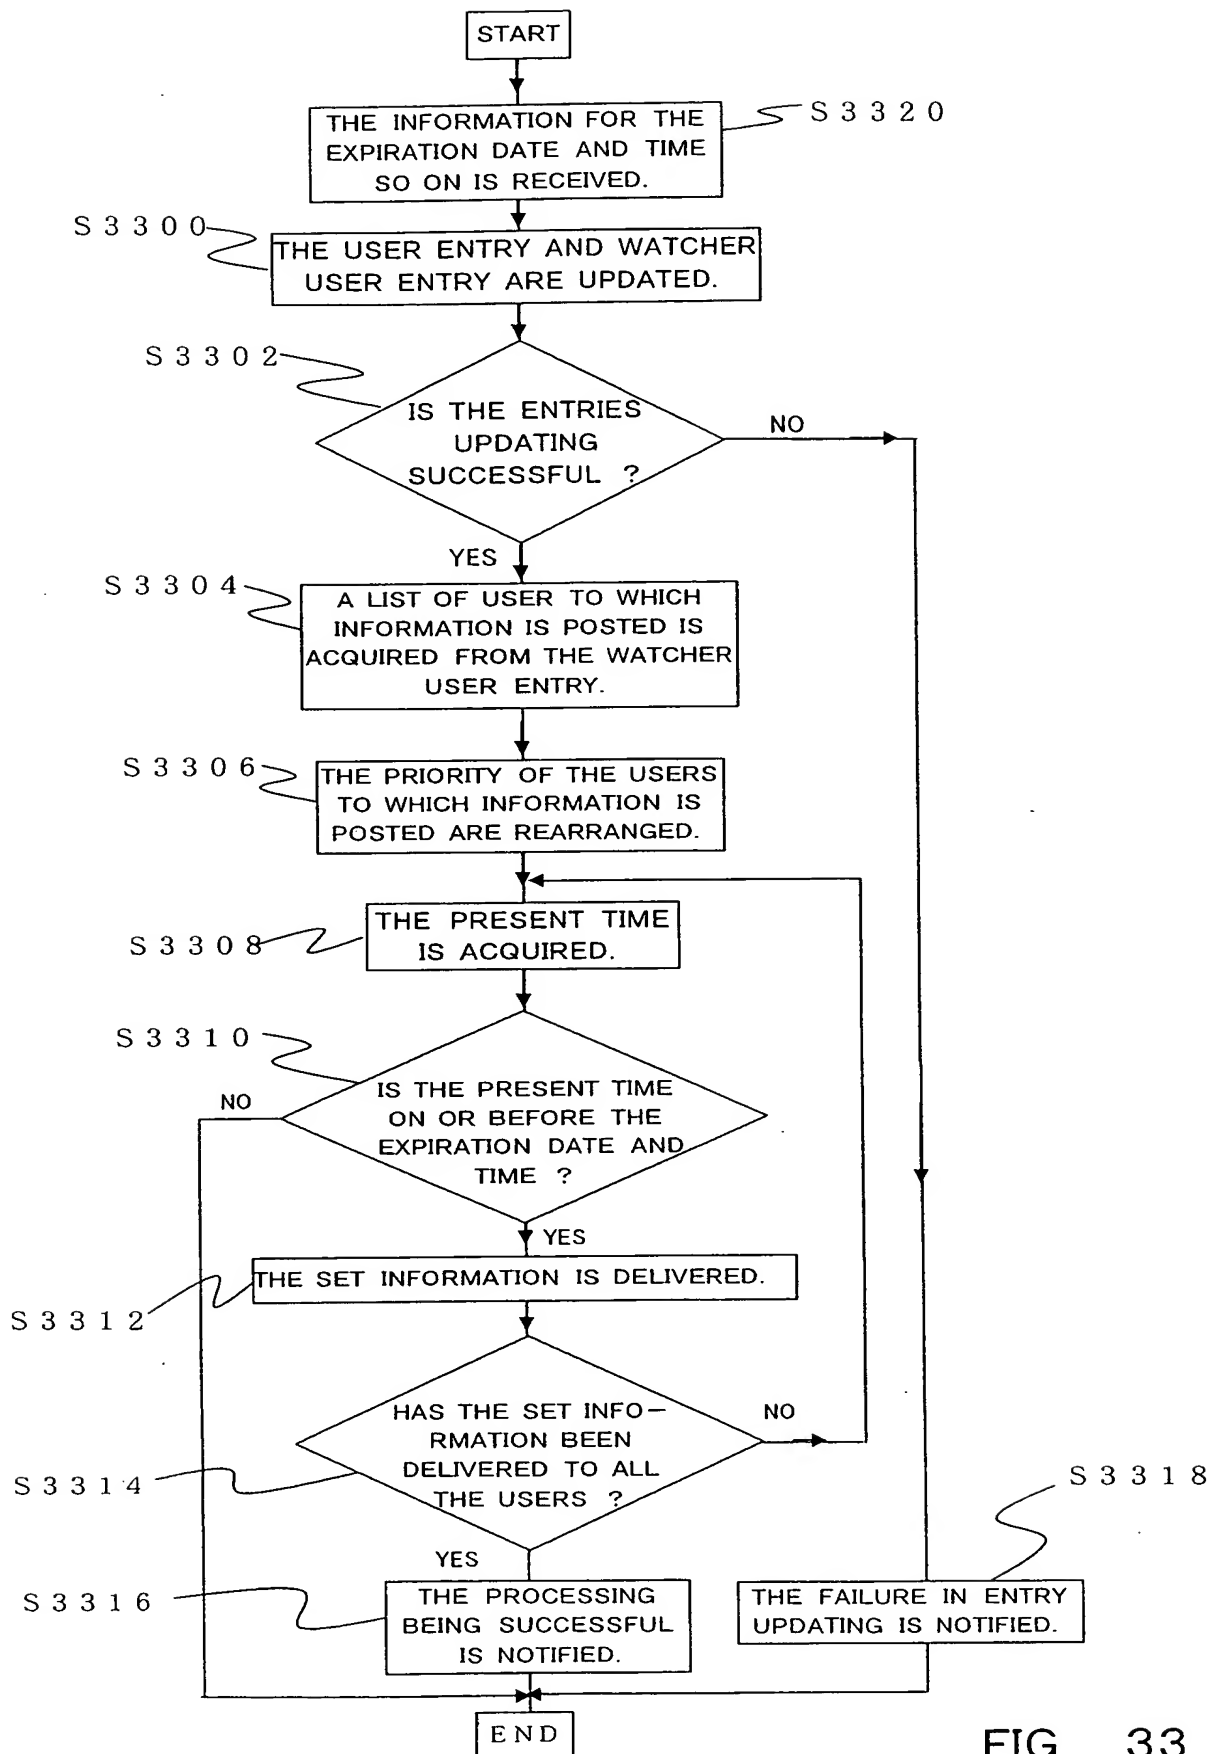 START
S3320
THE INFORMATION FOR THE
EXPIRATION DATE AND TIME
SO ON IS RECEIVED.
S3300
THE USER ENTRY AND WATCHER
USER ENTRY ARE UPDATED.
S3302
IS THE ENTRIES
UPDATING
SUCCESSFUL ?
NO
YES
S3304
A LIST OF USER TO WHICH
INFORMATION IS POSTED IS
ACQUIRED FROM THE WATCHER
USER ENTRY.
S3306
THE PRIORITY OF THE USERS
TO WHICH INFORMATION IS
POSTED ARE REARRANGED.
S3308
THE PRESENT TIME
IS ACQUIRED.
S3310
IS THE PRESENT TIME
ON OR BEFORE THE
EXPIRATION DATE AND
TIME ?
NO
YES
THE SET INFORMATION IS DELIVERED.
S3312
HAS THE SET INFO–
RMATION BEEN
DELIVERED TO ALL
THE USERS ?
NO
S3314
S3318
YES
S3316
THE PROCESSING
BEING SUCCESSFUL
IS NOTIFIED.
THE FAILURE IN ENTRY
UPDATING IS NOTIFIED.
END
FIG. 33